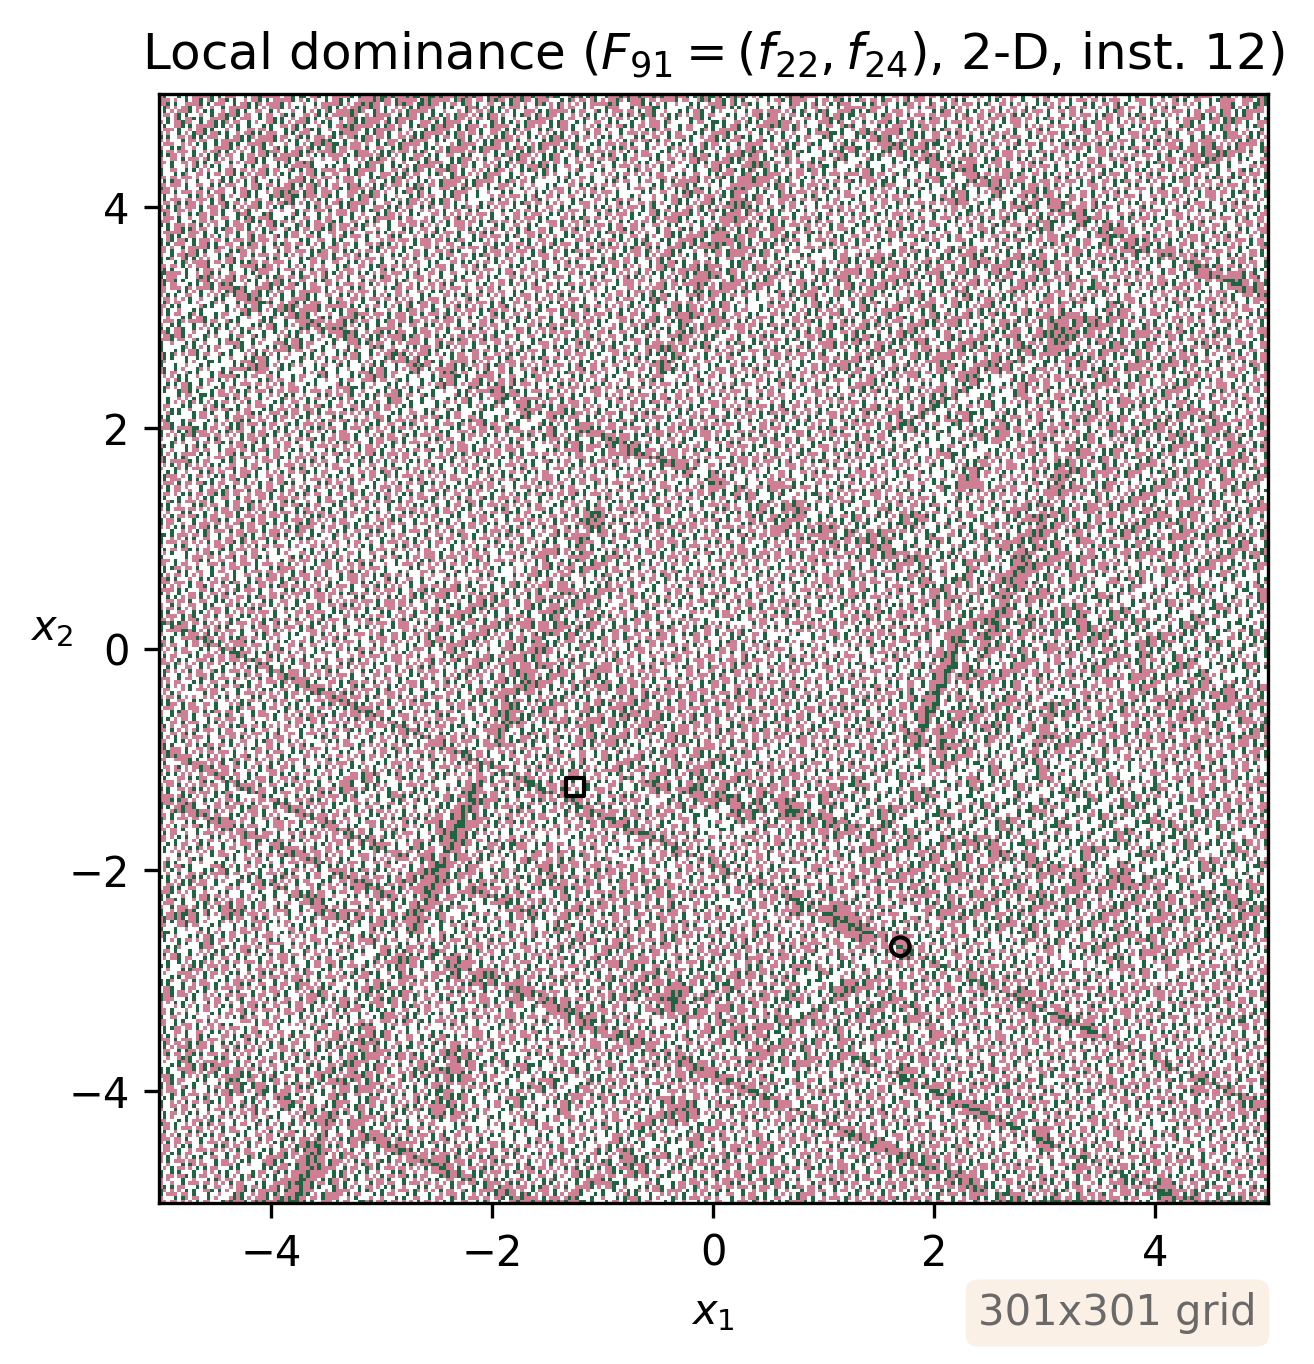 Local dominance (F₉₁ = (f₂₂, f₂₄), 2-D, inst. 12)
4
2
0
−2
−4
x₂
−4 −2 0 2 4
x₁
301x301 grid